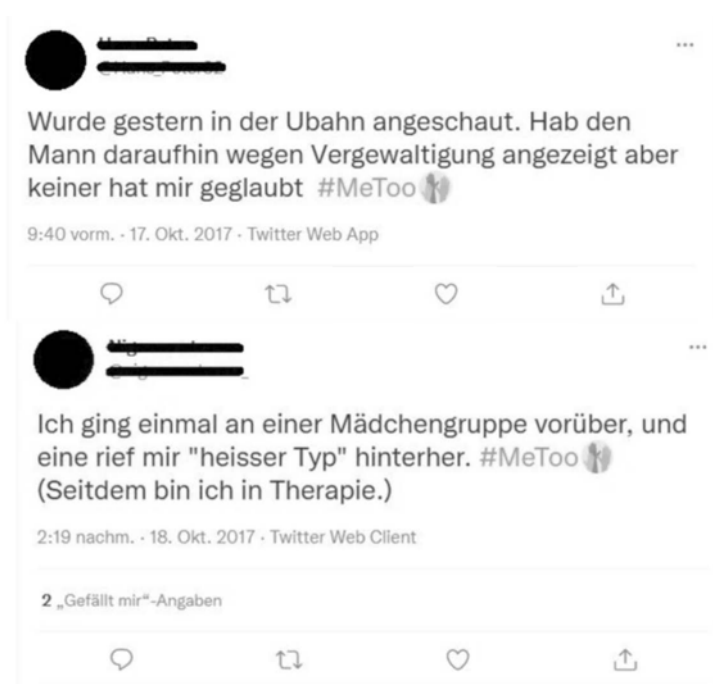 Wurde gestern in der Ubahn angeschaut. Hab den
Mann daraufhin wegen Vergewaltigung angezeigt aber
keiner hat mir geglaubt #MeToo
9:40 vorm. · 17. Okt. 2017 · Twitter Web App
Ich ging einmal an einer Mädchengruppe vorüber, und
eine rief mir "heisser Typ" hinterher. #MeToo
(Seitdem bin ich in Therapie.)
2:19 nachm. · 18. Okt. 2017 · Twitter Web Client
2 „Gefällt mir“-Angaben